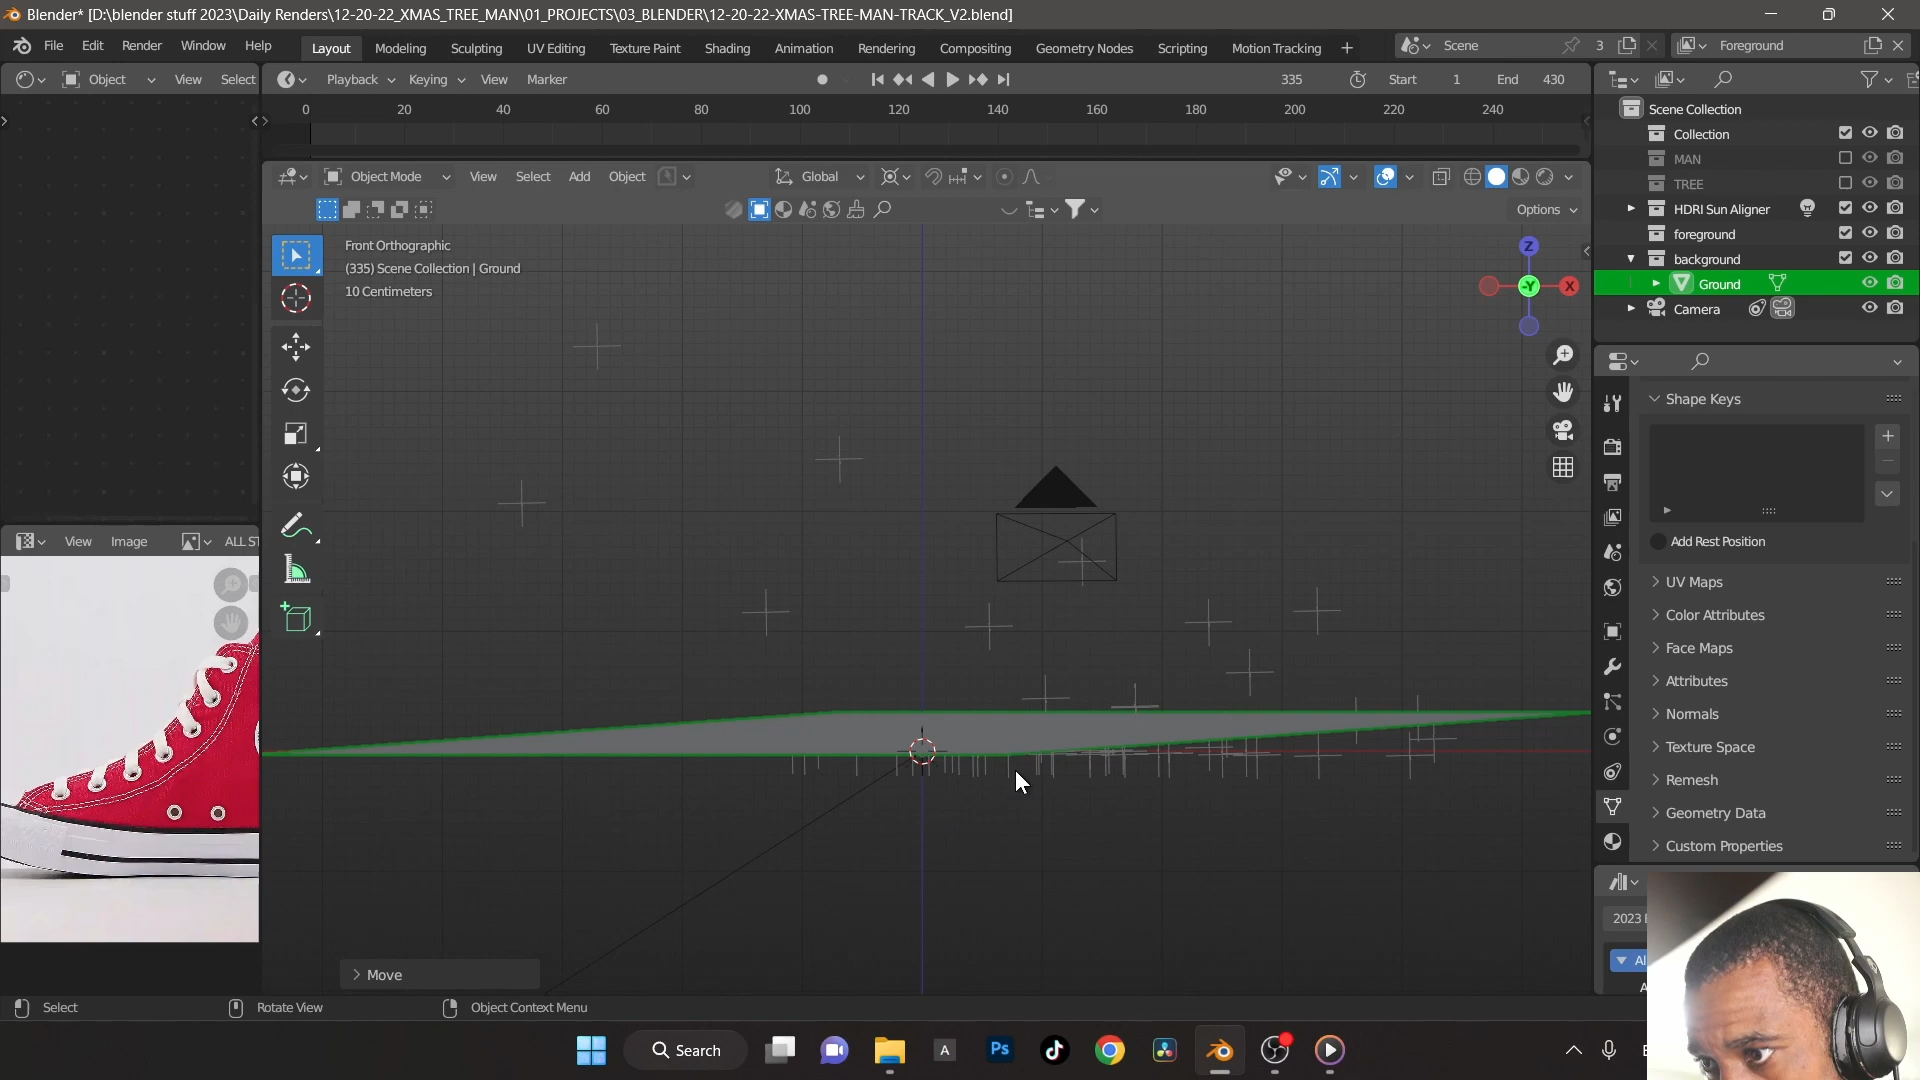 Blender* [D:\blender stuff 2023\Daily Renders\12-20-22_XMAS_TREE_MAN\01_PROJECTS\03_BLENDER\12-20-22-XMAS-TREE-MAN-TRACK_V2.blend]
File Edit Render Window Help Layout Modeling Sculpting UV Editing Texture Paint Shading Animation Rendering Compositing Geometry Nodes Scripting Motion Tracking + Scene 3 Foreground
Object View Select Playback Keying View Marker 335 Start 1 End 430
0 20 40 60 80 100 120 140 160 180 200 220 240
Scene Collection
Collection
MAN
TREE
HDRI Sun Aligner
foreground
background
Ground
Camera
Object Mode View Select Add Object Global
Options
Front Orthographic
(335) Scene Collection | Ground
10 Centimeters
Z
-Y
X
Shape Keys
Add Rest Position
UV Maps
Color Attributes
Face Maps
Attributes
Normals
Texture Space
Remesh
Geometry Data
Custom Properties
View Image ALL ST
2023
Al
A
Move
Select Rotate View Object Context Menu
Search
A
Ps